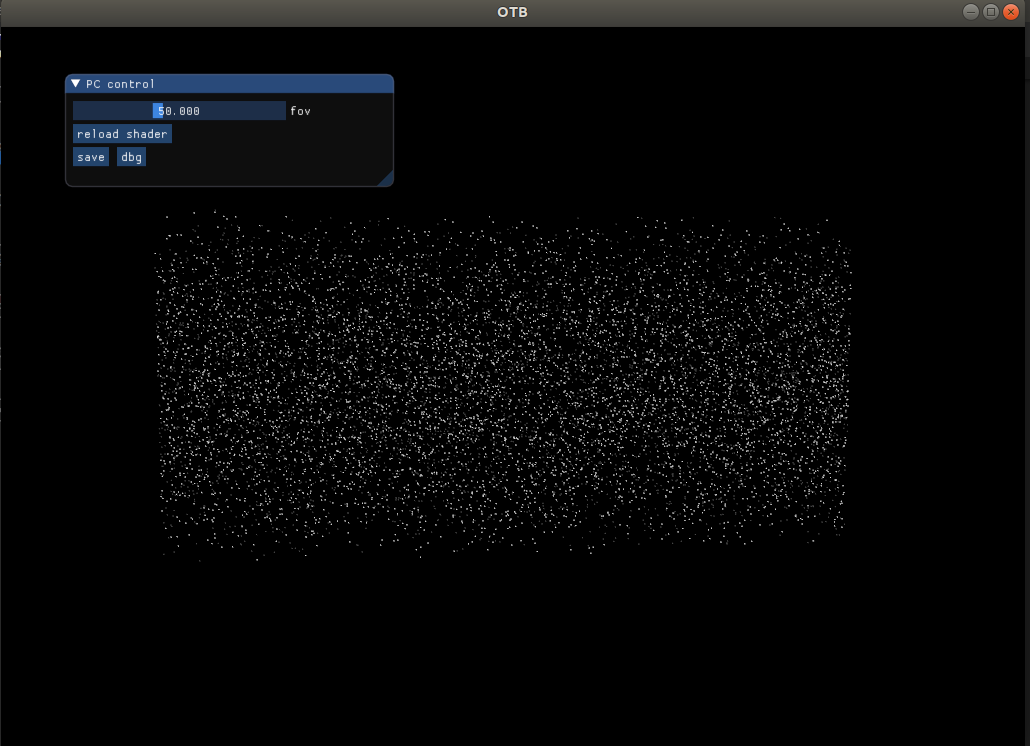 OTB
PC control
50.000 fov
reload shader
save dbg